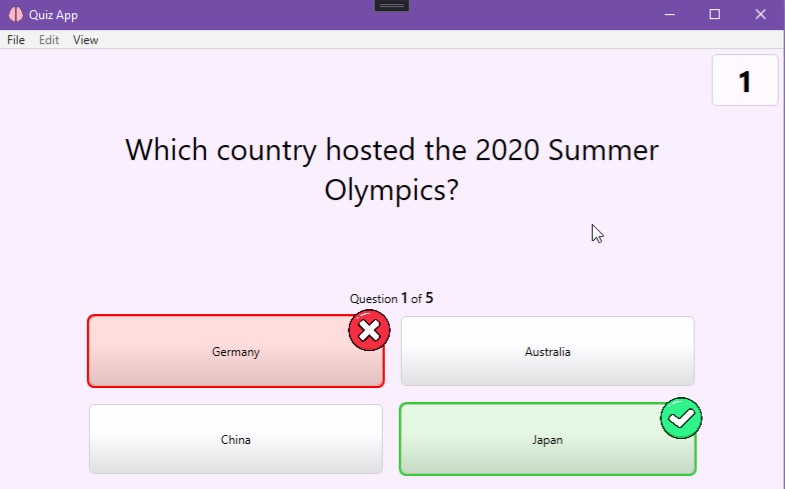 Quiz App
File Edit View
1
Which country hosted the 2020 Summer
Olympics?
Question 1 of 5
Germany
Australia
China
Japan